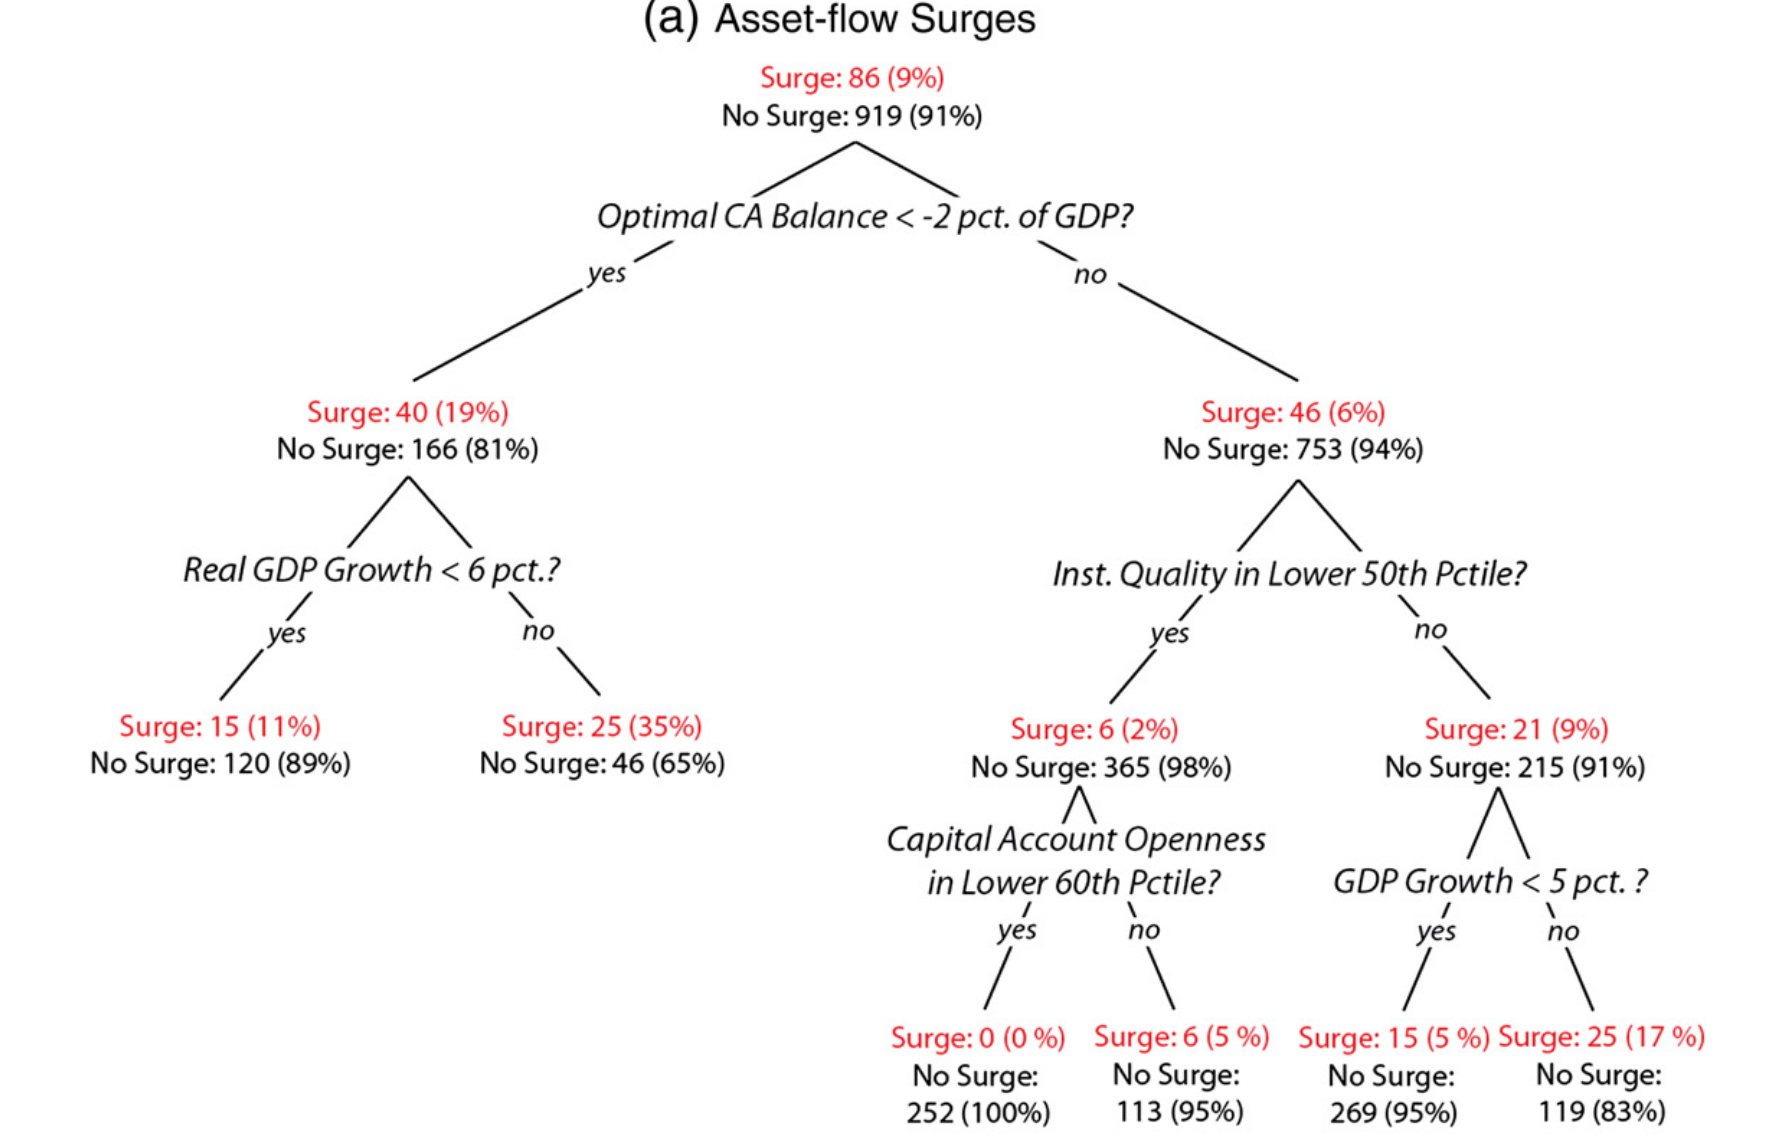 (a) Asset-flow Surges
Surge: 86 (9%)
No Surge: 919 (91%)
Optimal CA Balance < -2 pct. of GDP?
yes
no
Surge: 40 (19%)
No Surge: 166 (81%)
Surge: 46 (6%)
No Surge: 753 (94%)
Real GDP Growth < 6 pct.?
Inst. Quality in Lower 50th Pctile?
yes
no
yes
no
Surge: 15 (11%)
No Surge: 120 (89%)
Surge: 25 (35%)
No Surge: 46 (65%)
Surge: 6 (2%)
No Surge: 365 (98%)
Surge: 21 (9%)
No Surge: 215 (91%)
Capital Account Openness
in Lower 60th Pctile?
GDP Growth < 5 pct. ?
yes
no
yes
no
Surge: 0 (0 %)
No Surge:
252 (100%)
Surge: 6 (5 %)
No Surge:
113 (95%)
Surge: 15 (5 %)
No Surge:
269 (95%)
Surge: 25 (17 %)
No Surge:
119 (83%)